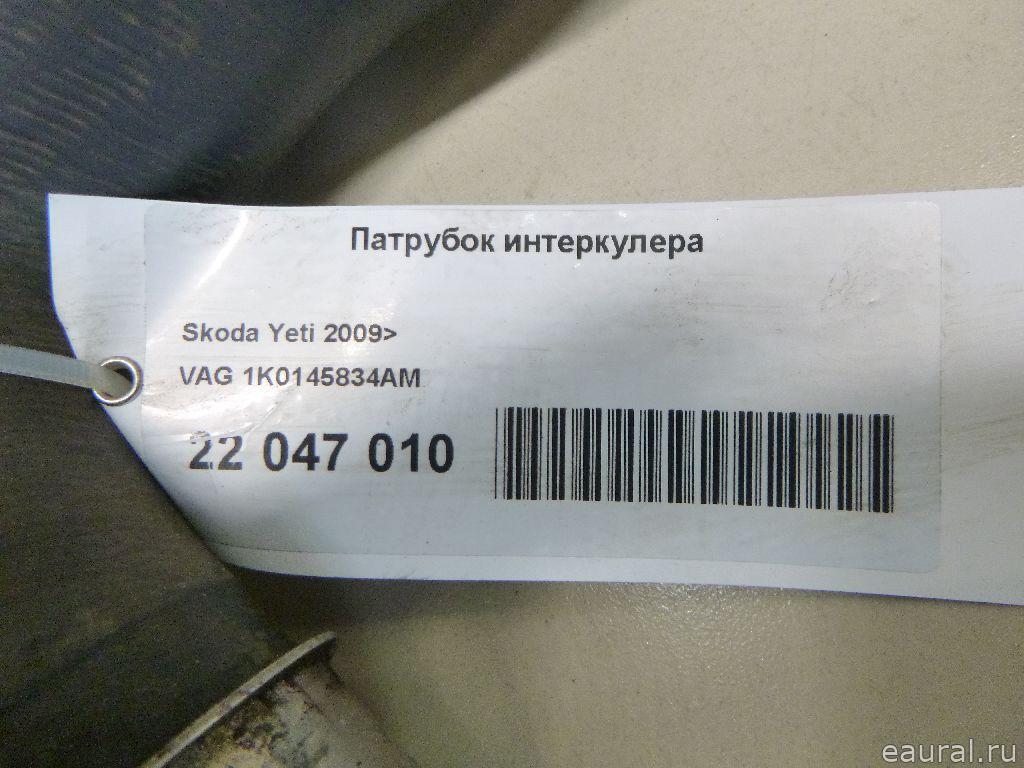 Патрубок интеркулера
Skoda Yeti 2009>
VAG 1K0145834AM
22 047 010
eaural.ru